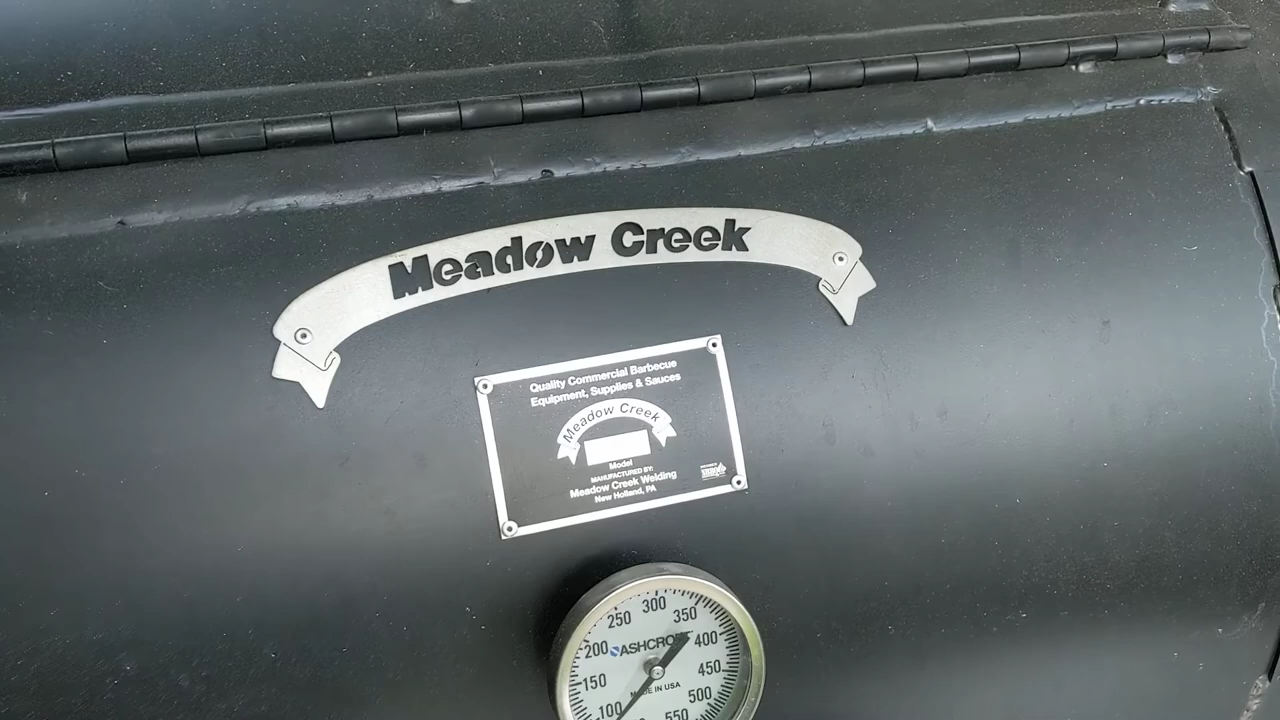 Meadow Creek
Quality Commercial Barbecue
Equipment, Supplies & Sauces
Meadow Creek
Model
MANUFACTURED BY:
Meadow Creek Welding
New Holland, PA
300
250
350
200
ASHCROFT
400
150
450
MADE IN USA
100
500
550